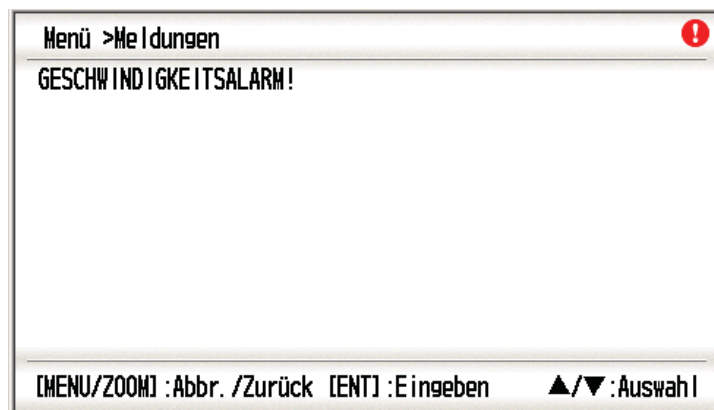 Menü >Meldungen
GESCHWINDIGKEITSALARM!
[MENU/ZOOM]:Abbr./Zurück [ENT]:Eingeben ▲/▼:Auswahl